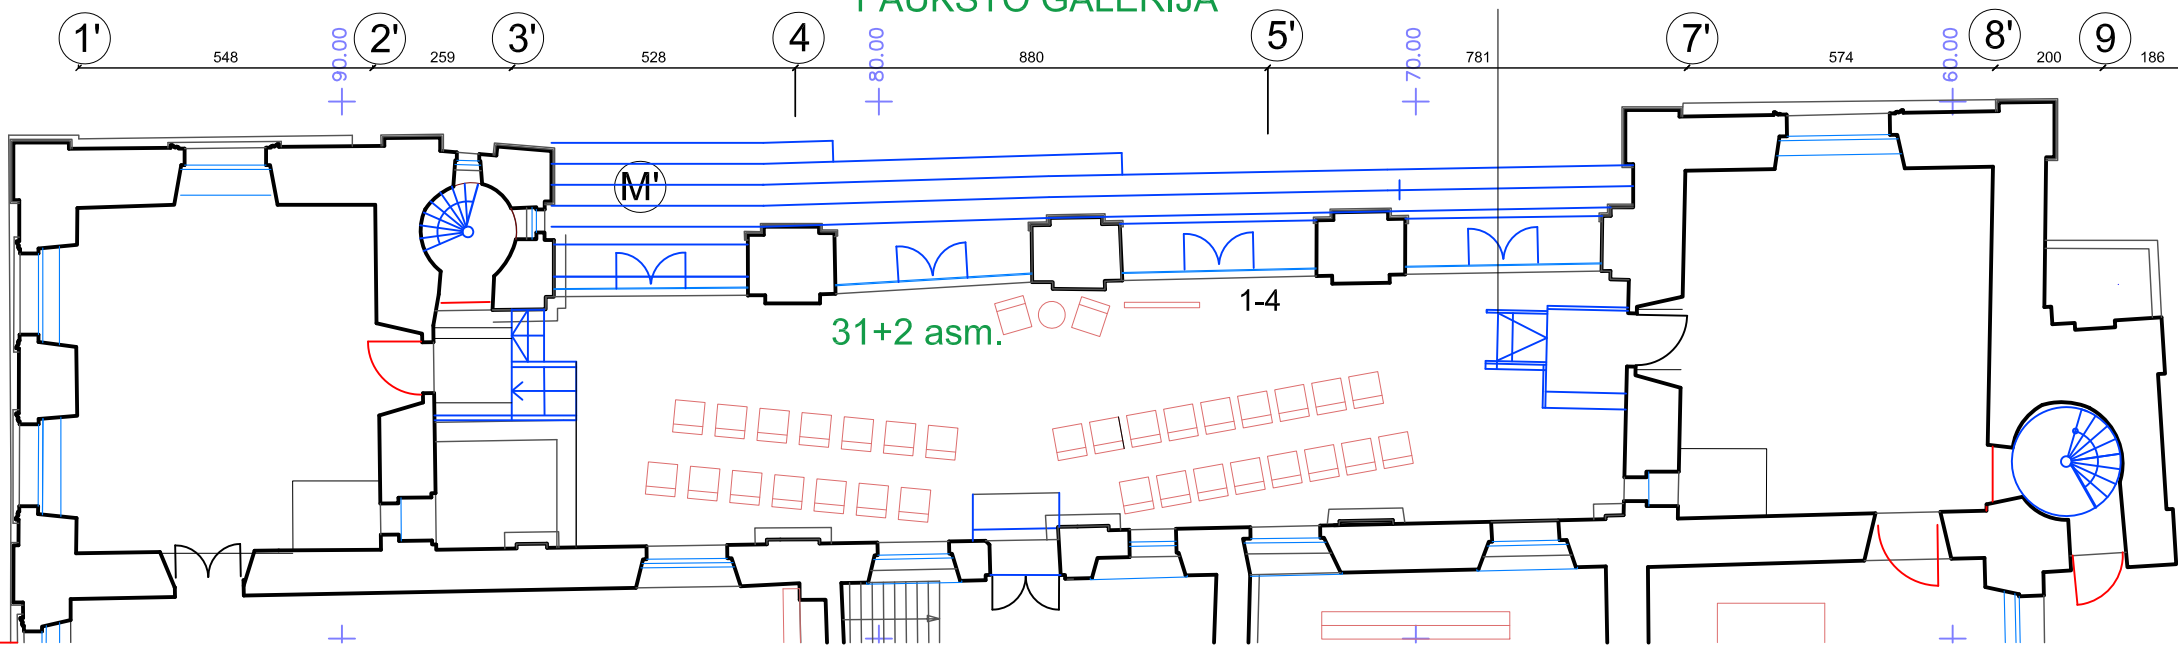 1 AUKŠTO GALERIJA
1' 2' 3' 4 5' 7' 8' 9
548 259 528 880 781 574 200 186
90.00 80.00 70.00 60.00
M'
1-4
31+2 asm.